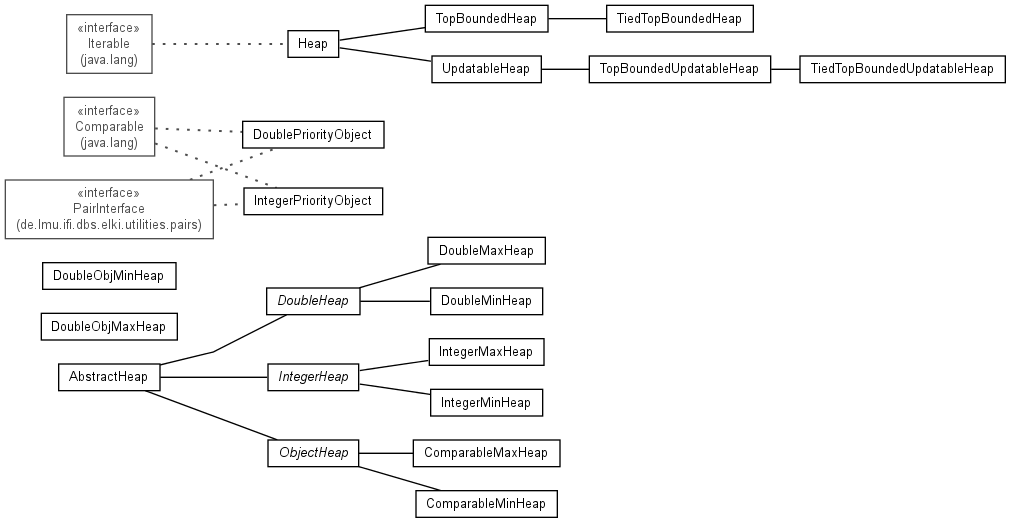 «interface»
Iterable
(java.lang)
Heap
TopBoundedHeap
TiedTopBoundedHeap
UpdatableHeap
TopBoundedUpdatableHeap
TiedTopBoundedUpdatableHeap
«interface»
Comparable
(java.lang)
DoublePriorityObject
«interface»
PairInterface
(de.lmu.ifi.dbs.elki.utilities.pairs)
IntegerPriorityObject
DoubleObjMinHeap
DoubleObjMaxHeap
AbstractHeap
DoubleHeap
DoubleMaxHeap
DoubleMinHeap
IntegerHeap
IntegerMaxHeap
IntegerMinHeap
ObjectHeap
ComparableMaxHeap
ComparableMinHeap